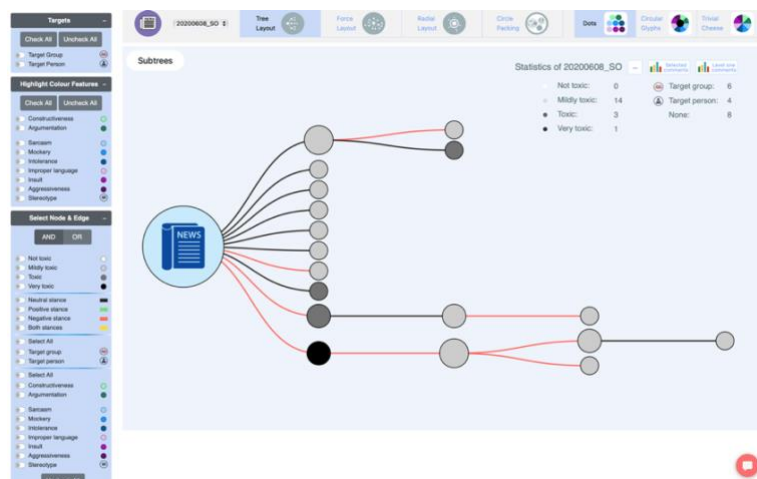 Targets
Check All Uncheck All
Target Group
Target Person
Highlight Colour Features
Check All Uncheck All
Constructiveness
Argumentation
Sarcasm
Mockery
Intolerance
Improper language
Insult
Aggressiveness
Stereotype
Select Node & Edge
AND OR
Not toxic
Mildly toxic
Toxic
Very toxic
Neutral stance
Positive stance
Negative stance
Both stances
Select All
Target group
Target person
Select All
Constructiveness
Argumentation
Sarcasm
Mockery
Intolerance
Improper language
Insult
Aggressiveness
Stereotype
20200608_SO
Tree Layout
Force Layout
Radial Layout
Circle Packing
Dots
Circular Glyphs
Trivial Cheese
Subtrees
Statistics of 20200608_SO
Selected comments
Level one comments
Not toxic: 0
Mildly toxic: 14
Toxic: 3
Very toxic: 1
Target group: 6
Target person: 4
None: 8
NEWS